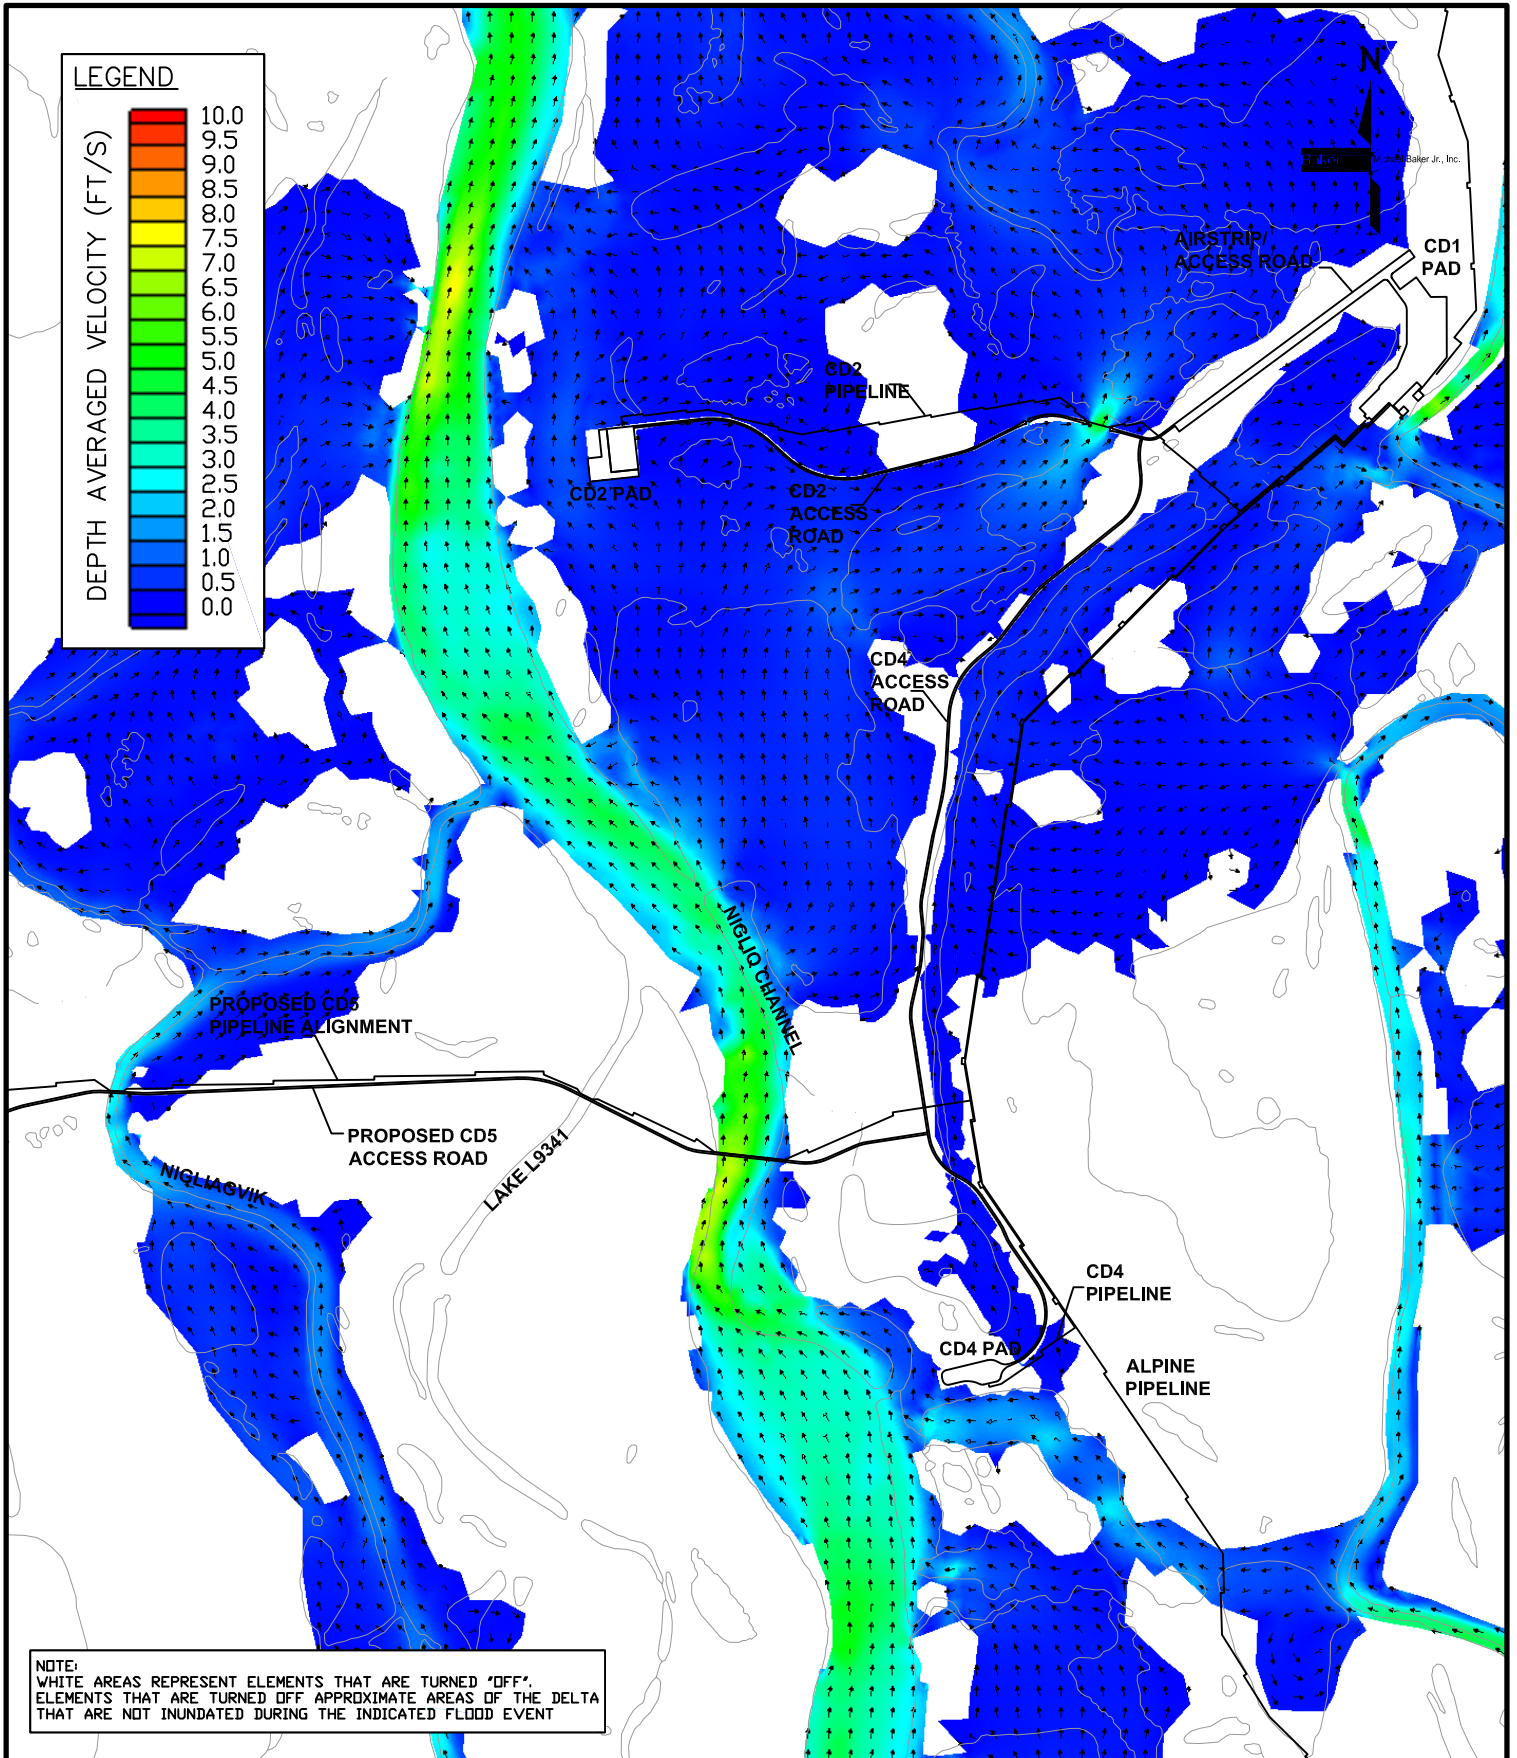 LEGEND
DEPTH AVERAGED VELOCITY (FT/S)
10.0
9.5
9.0
8.5
8.0
7.5
7.0
6.5
6.0
5.5
5.0
4.5
4.0
3.5
3.0
2.5
2.0
1.5
1.0
0.5
0.0
N
Baker
Michael Baker Jr., Inc.
AIRSTRIP/
ACCESS ROAD
CD1
PAD
CD2
PIPELINE
CD2 PAD
CD2
ACCESS
ROAD
CD4
ACCESS
ROAD
NIGLIQ CHANNEL
PROPOSED CD5
PIPELINE ALIGNMENT
PROPOSED CD5
ACCESS ROAD
LAKE L9341
NIGLIAGVIK
CD4
PIPELINE
CD4 PAD
ALPINE
PIPELINE
NOTE:
WHITE AREAS REPRESENT ELEMENTS THAT ARE TURNED "OFF".
ELEMENTS THAT ARE TURNED OFF APPROXIMATE AREAS OF THE DELTA
THAT ARE NOT INUNDATED DURING THE INDICATED FLOOD EVENT